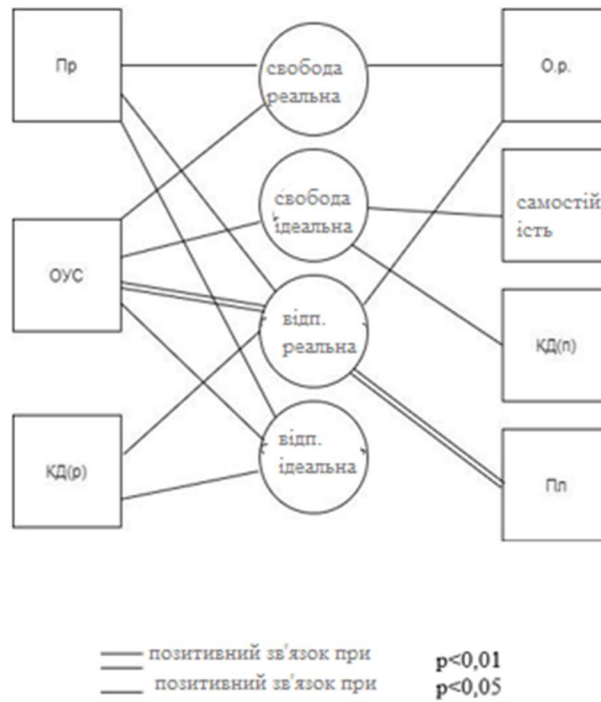 Пр
свобода
реальна
О.р.
свобода
ідеальна
самостій
ість
ОУС
відп.
реальна
КД(п)
КД(р)
відп.
ідеальна
Пл
позитивний зв'язок при p<0,01
позитивний зв'язок при p<0,05